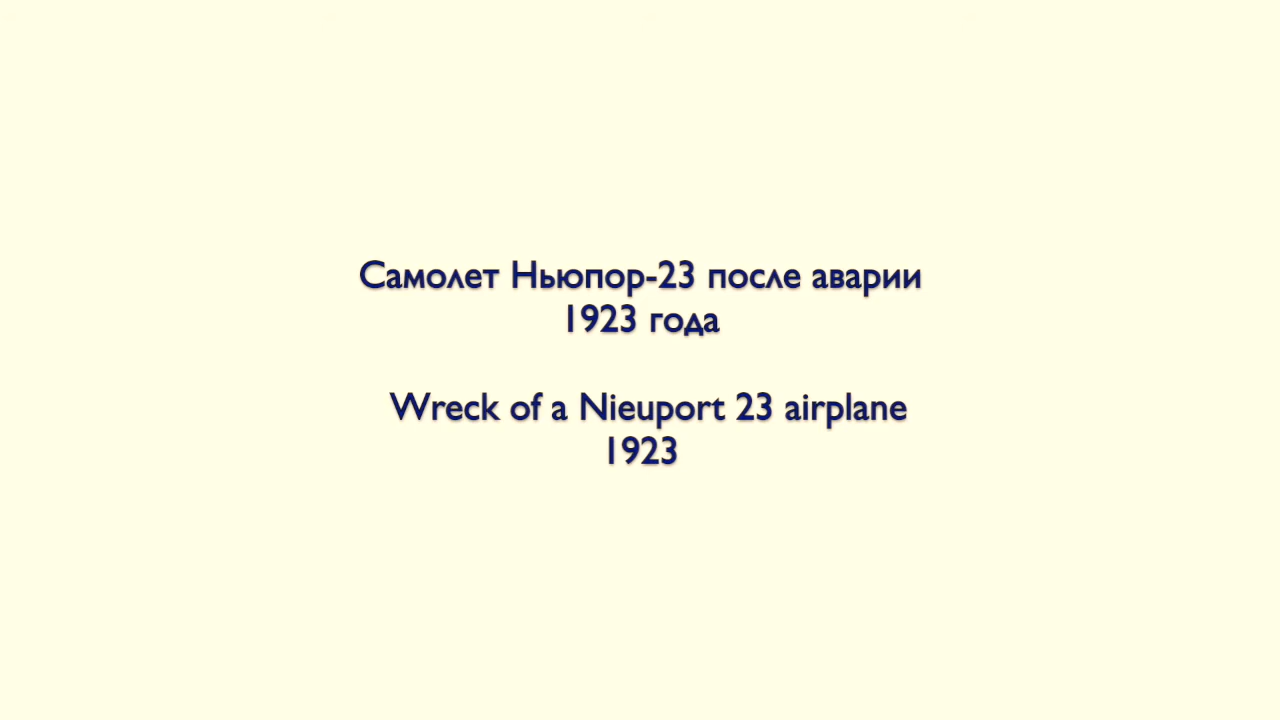 Самолет Ньюпор-23 после аварии
1923 года
Wreck of a Nieuport 23 airplane
1923